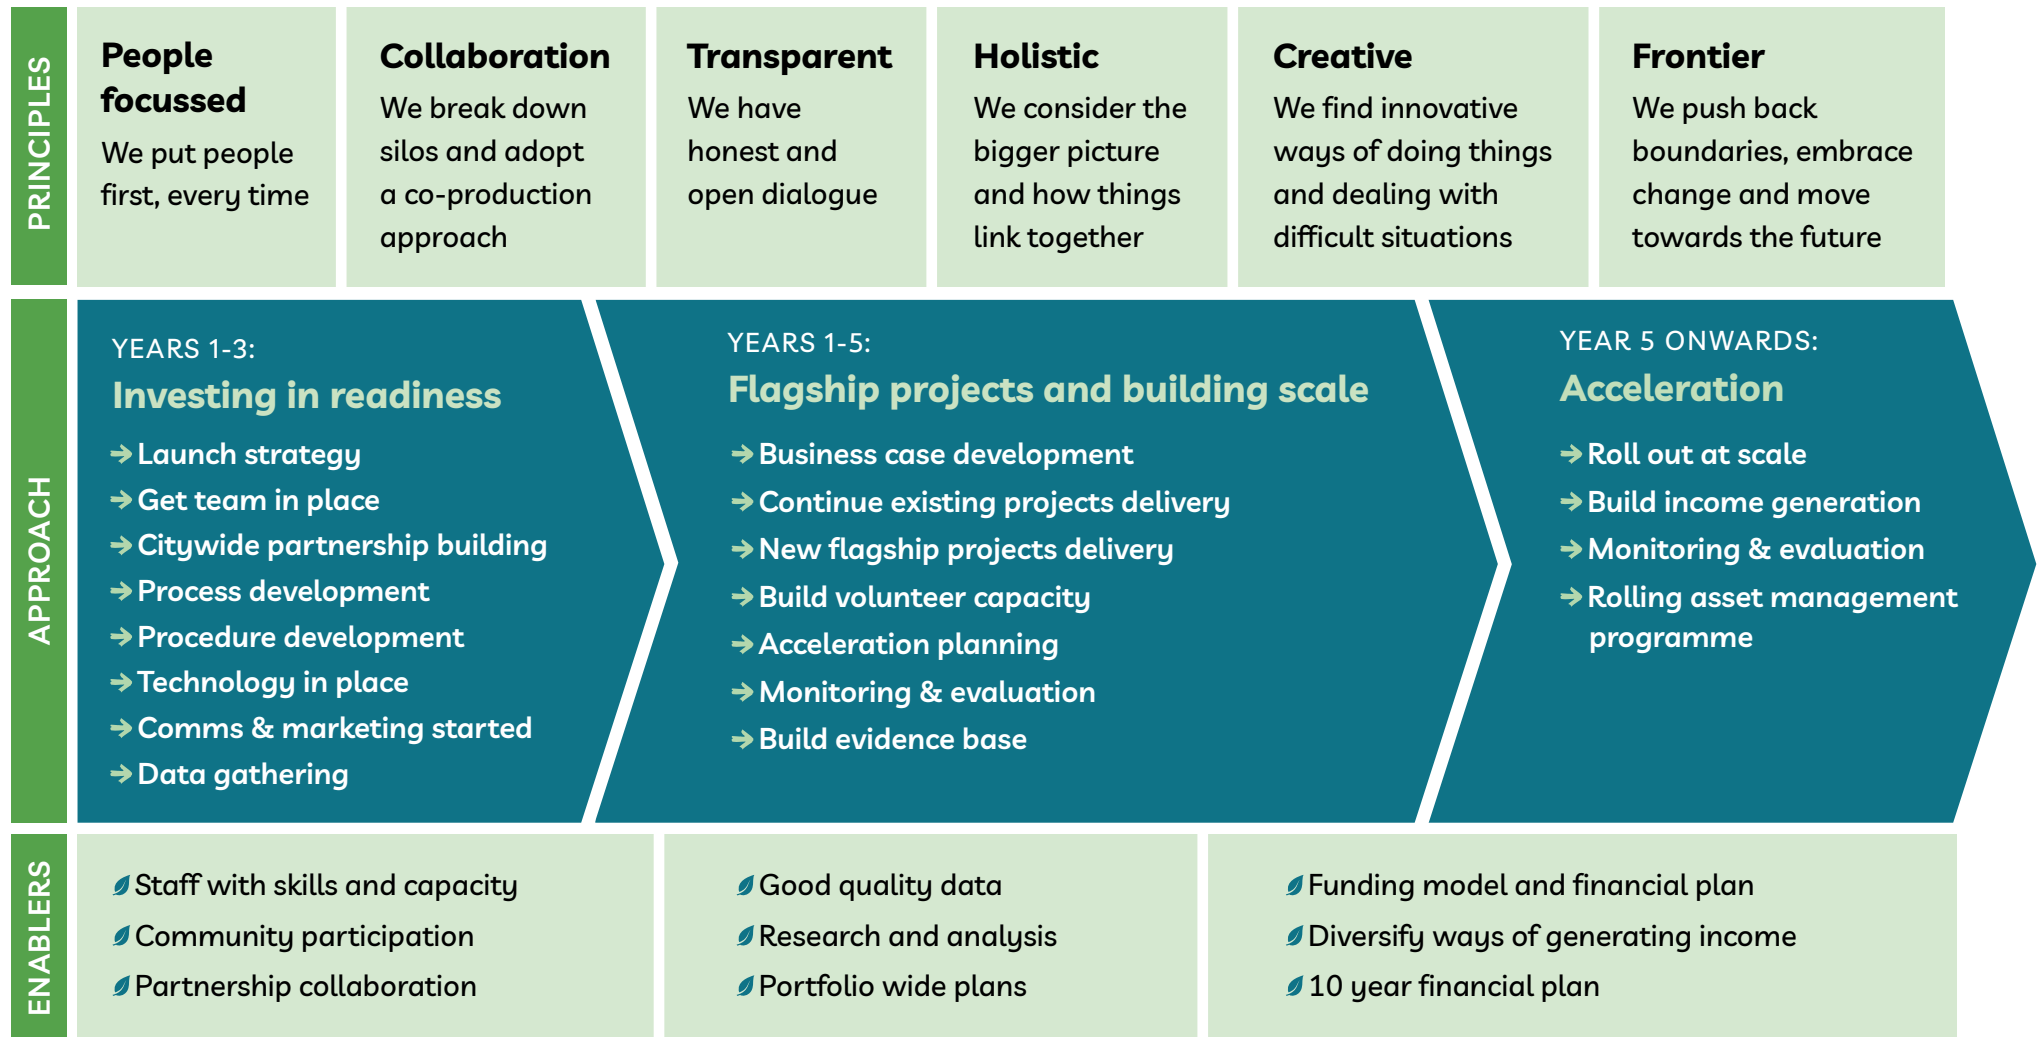 PRINCIPLES
People
focussed
We put people
first, every time
Collaboration
We break down
silos and adopt
a co-production
approach
Transparent
We have
honest and
open dialogue
Holistic
We consider the
bigger picture
and how things
link together
Creative
We find innovative
ways of doing things
and dealing with
difficult situations
Frontier
We push back
boundaries, embrace
change and move
towards the future
APPROACH
YEARS 1-3:
Investing in readiness
Launch strategy
Get team in place
Citywide partnership building
Process development
Procedure development
Technology in place
Comms & marketing started
Data gathering
YEARS 1-5:
Flagship projects and building scale
Business case development
Continue existing projects delivery
New flagship projects delivery
Build volunteer capacity
Acceleration planning
Monitoring & evaluation
Build evidence base
YEAR 5 ONWARDS:
Acceleration
Roll out at scale
Build income generation
Monitoring & evaluation
Rolling asset management
programme
ENABLERS
Staff with skills and capacity
Community participation
Partnership collaboration
Good quality data
Research and analysis
Portfolio wide plans
Funding model and financial plan
Diversify ways of generating income
10 year financial plan